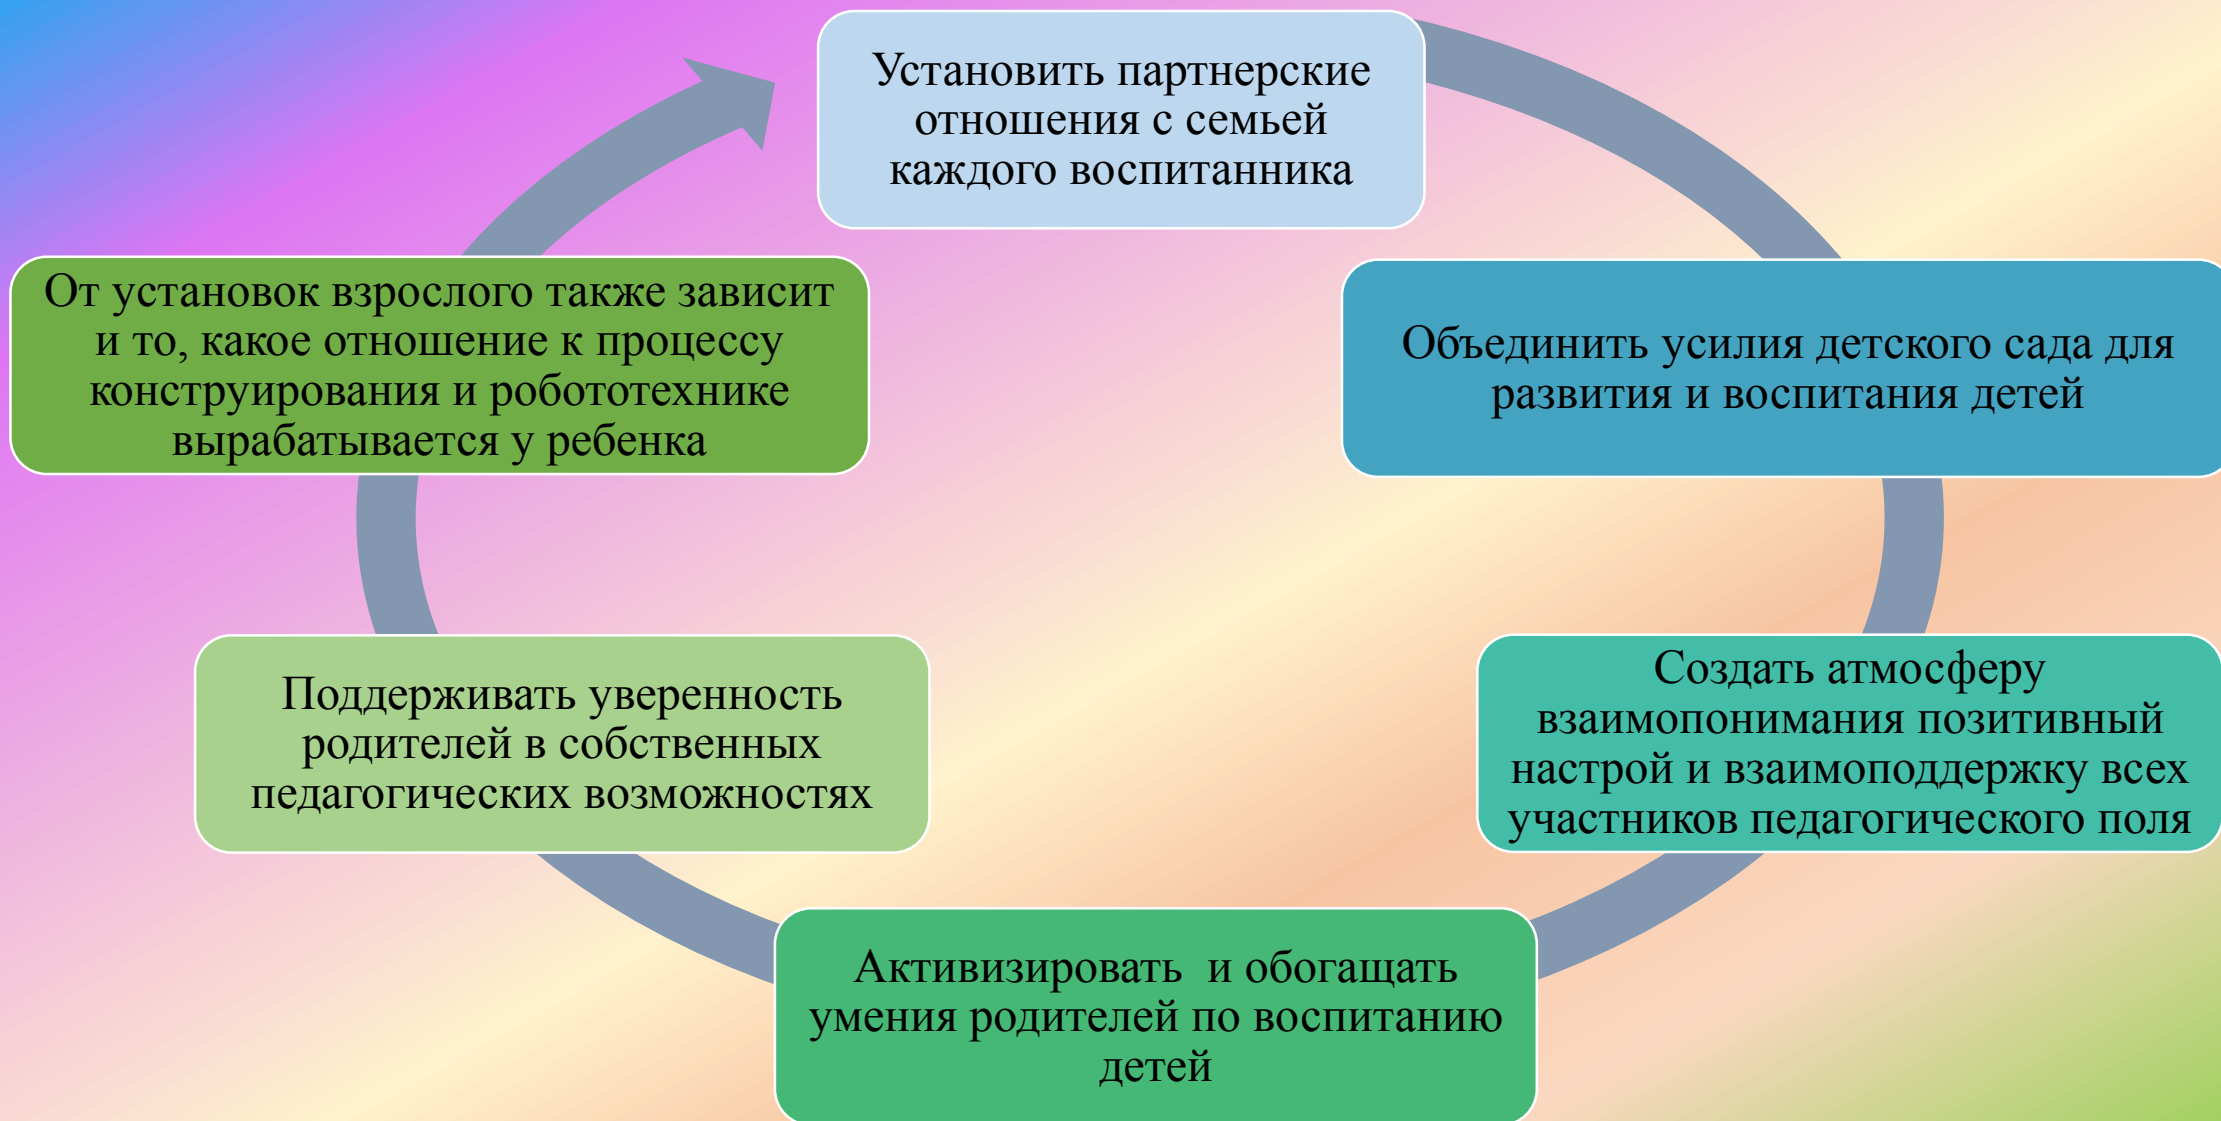 Установить партнерские
отношения с семьей
каждого воспитанника
Объединить усилия детского сада для
развития и воспитания детей
Создать атмосферу
взаимопонимания позитивный
настрой и взаимоподдержку всех
участников педагогического поля
Активизировать  и обогащать
умения родителей по воспитанию
детей
Поддерживать уверенность
родителей в собственных
педагогических возможностях
От установок взрослого также зависит
и то, какое отношение к процессу
конструирования и робототехнике
вырабатывается у ребенка